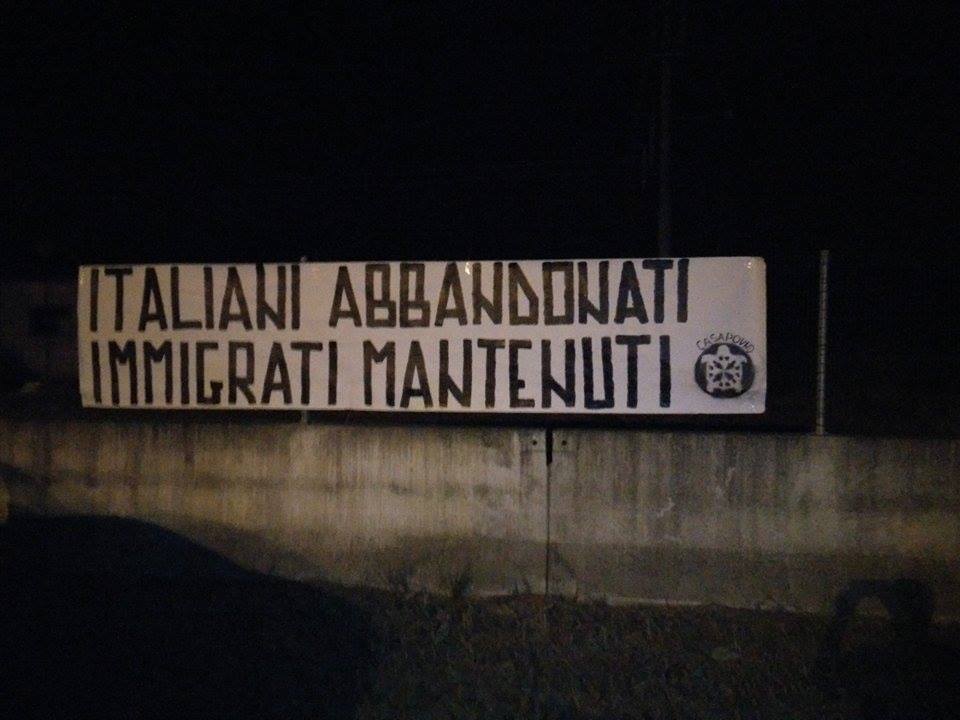 ITALIANI ABBANDONATI
IMMIGRATI MANTENUTI
CASAPOUND